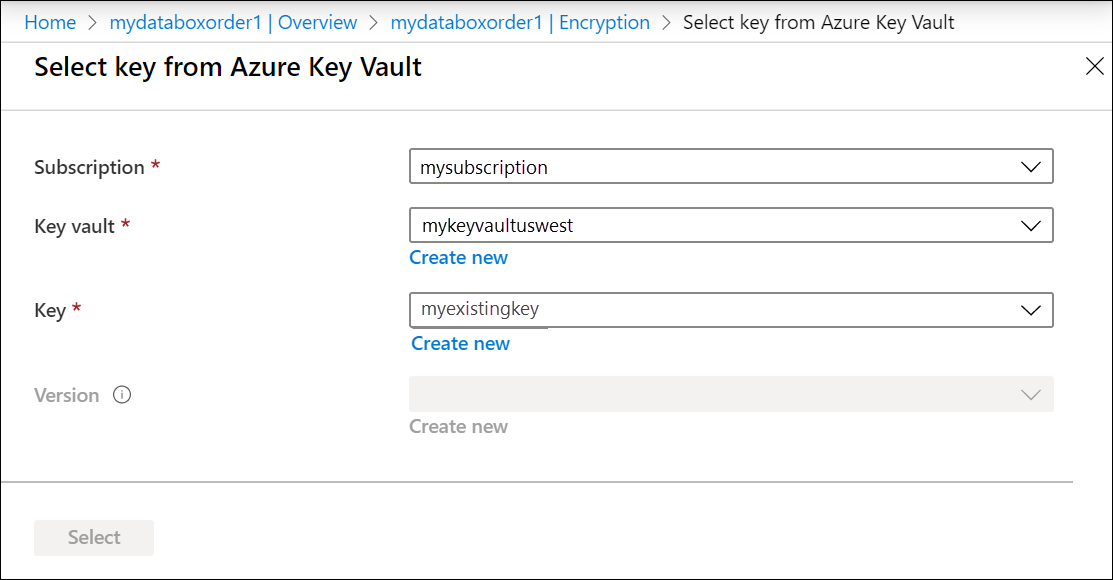 Home > mydataboxorder1 | Overview > mydataboxorder1 | Encryption > Select key from Azure Key Vault
Select key from Azure Key Vault
Subscription * mysubscription
Key vault * mykeyvaultuswest
Create new
Key * myexistingkey
Create new
Version
Create new
Select